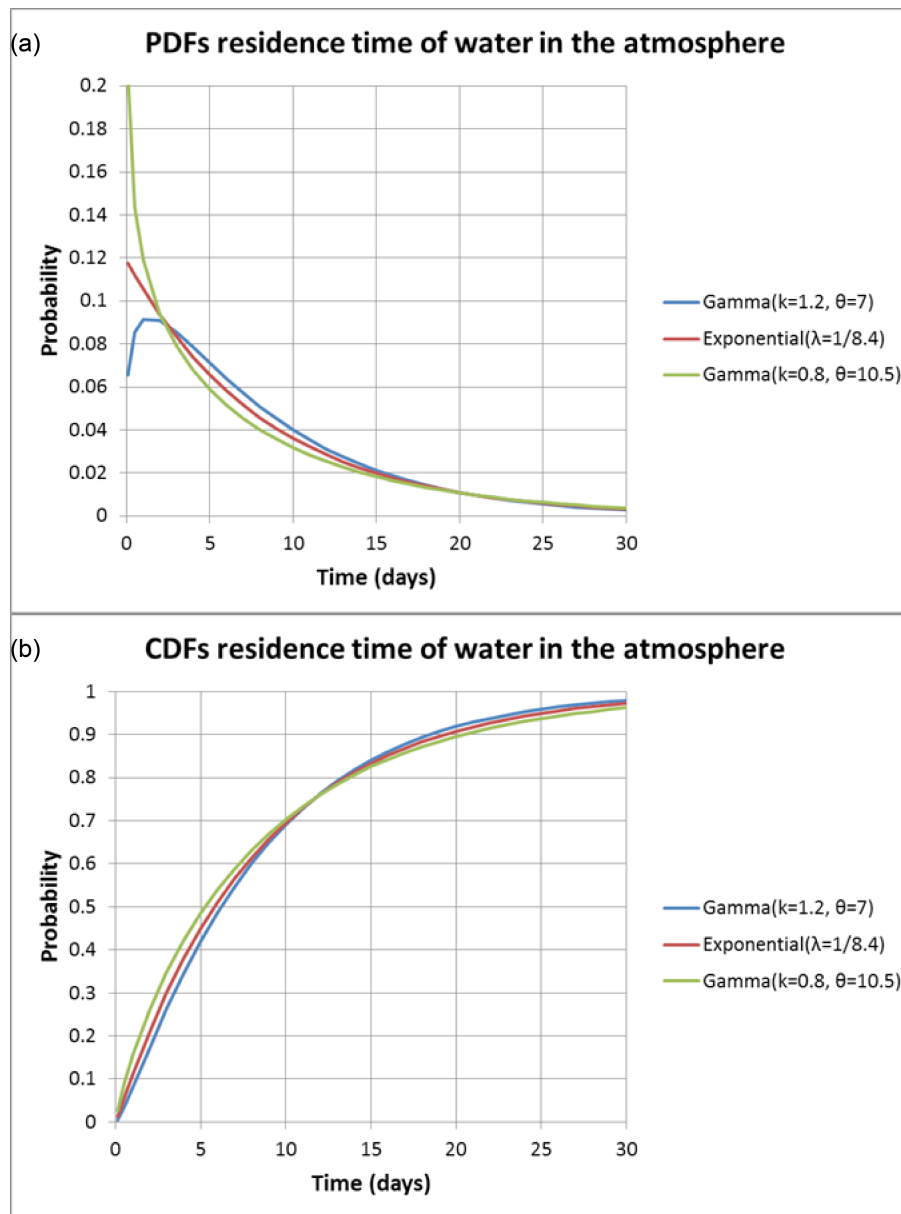 (a)
PDFs residence time of water in the atmosphere
0.2
0.18
0.16
0.14
0.12
0.1
0.08
0.06
0.04
0.02
0
Probability
0 5 10 15 20 25 30
Time (days)
Gamma(k=1.2, θ=7)
Exponential(λ=1/8.4)
Gamma(k=0.8, θ=10.5)
(b)
CDFs residence time of water in the atmosphere
1
0.9
0.8
0.7
0.6
0.5
0.4
0.3
0.2
0.1
0
Probability
0 5 10 15 20 25 30
Time (days)
Gamma(k=1.2, θ=7)
Exponential(λ=1/8.4)
Gamma(k=0.8, θ=10.5)